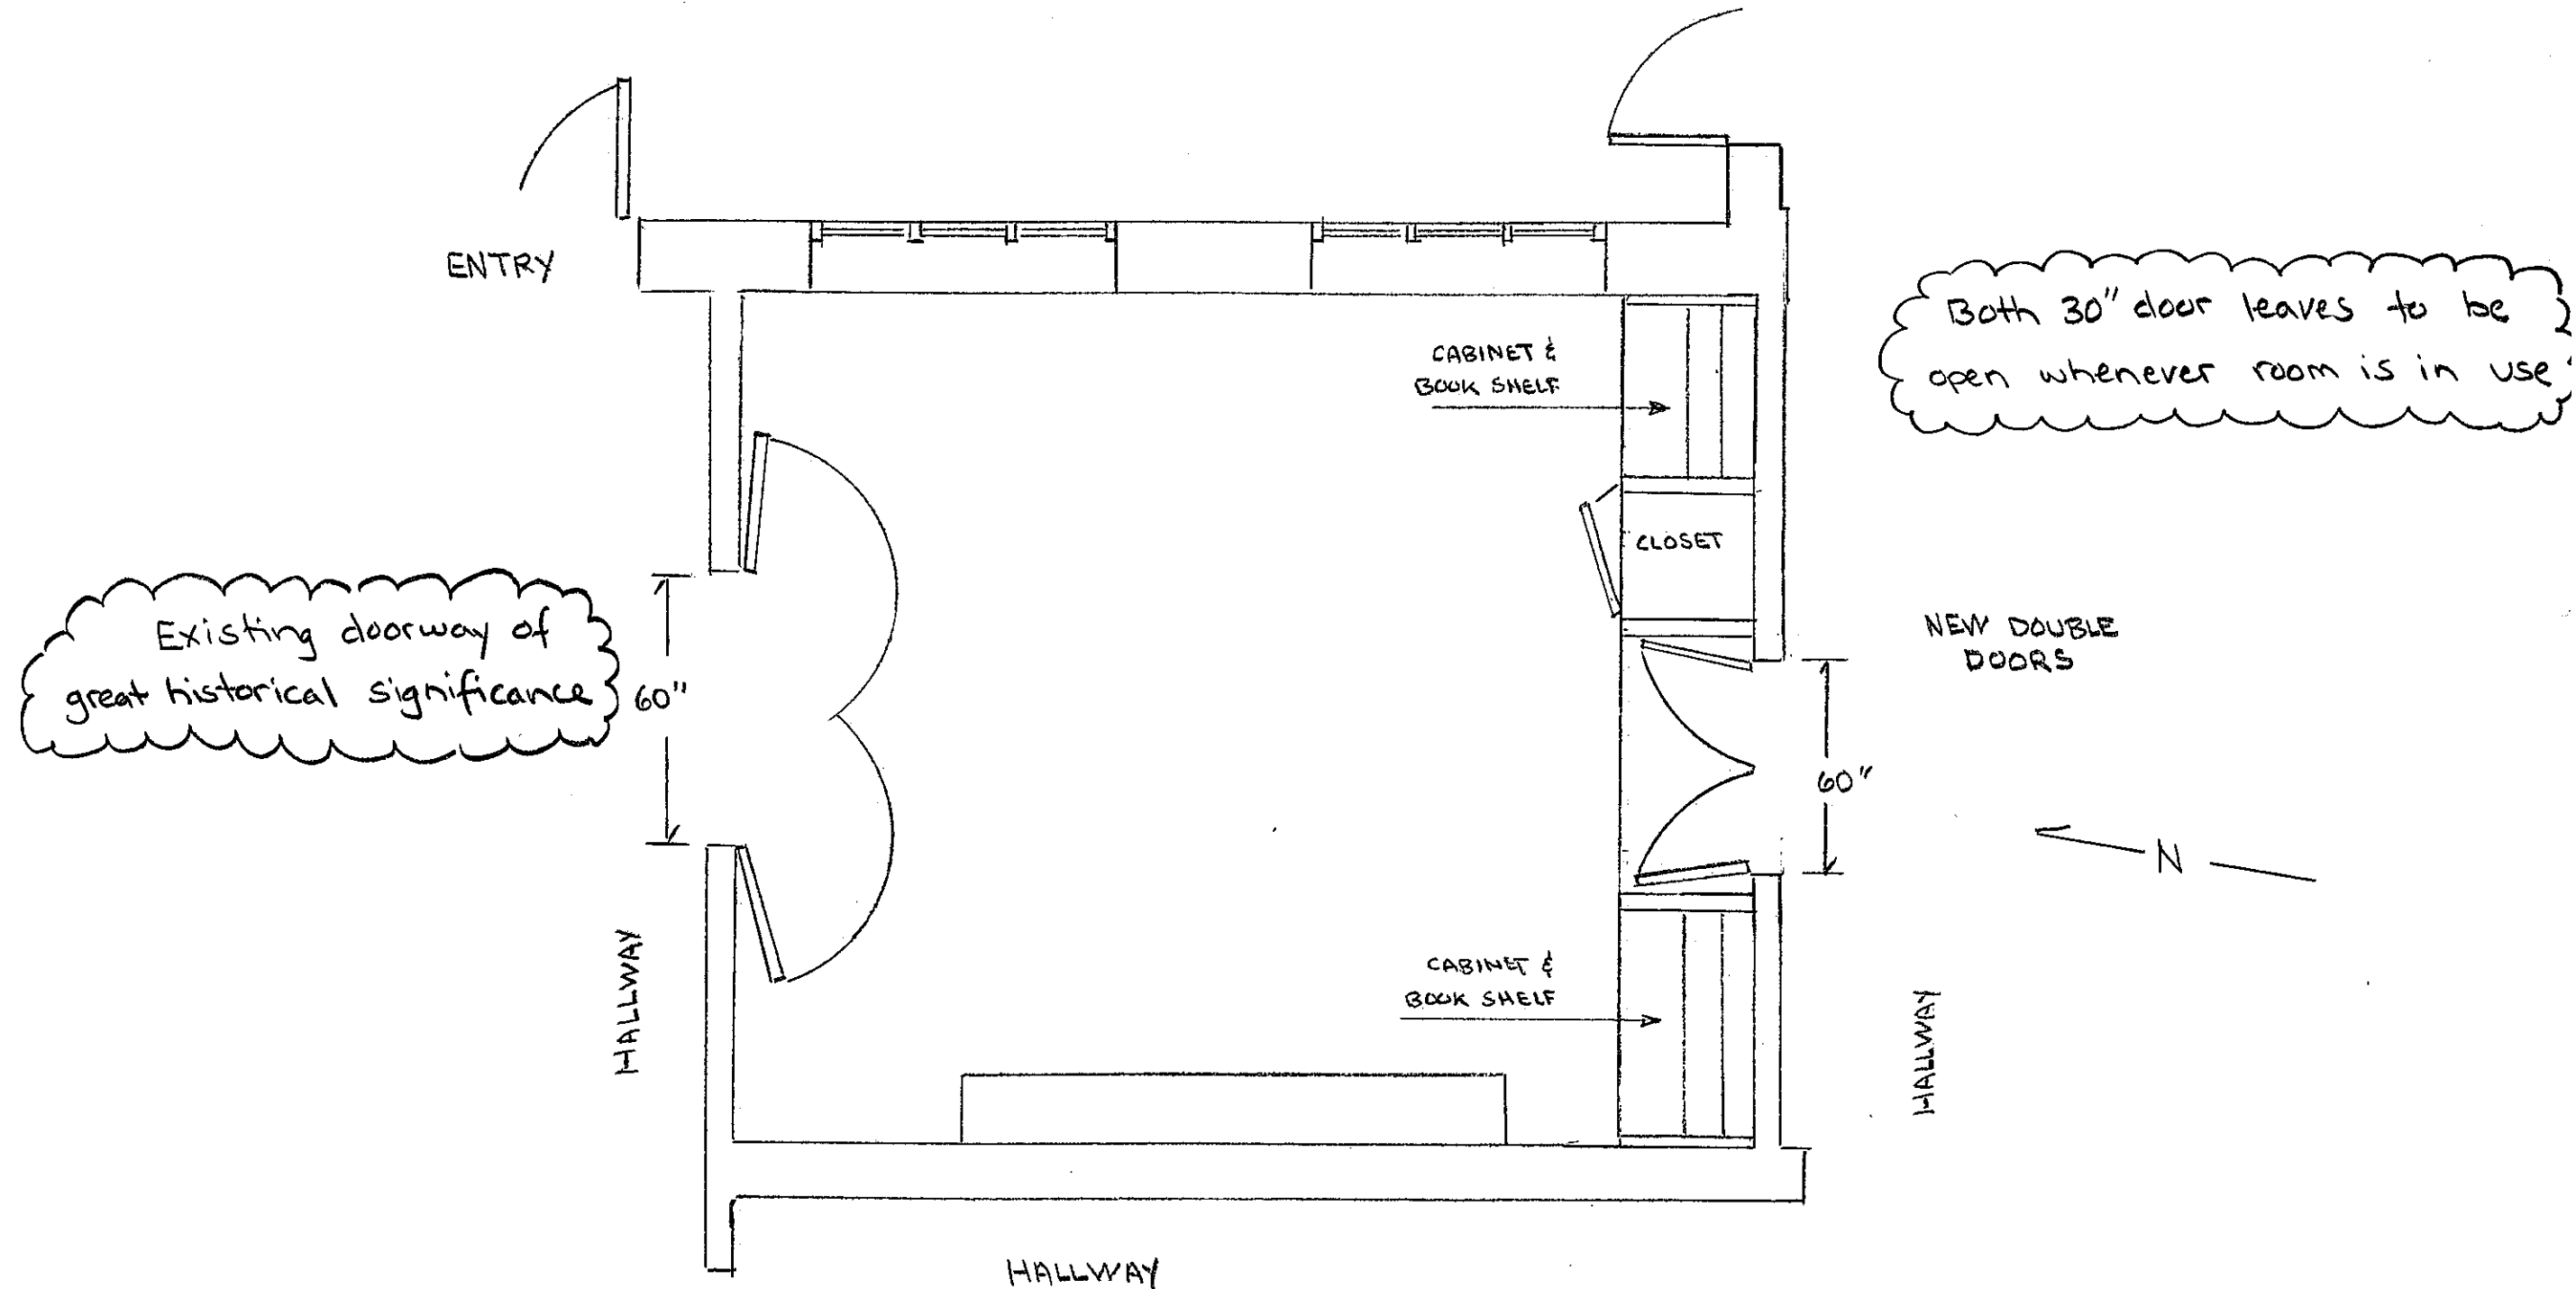 ENTRY
Both 30" door leaves to be
open whenever room is in use
CABINET &
BOOK SHELF
CLOSET
Existing doorway of
great historical significance
60"
NEW DOUBLE
DOORS
60"
N
CABINET &
BOOK SHELF
HALLWAY
HALLWAY
HALLWAY